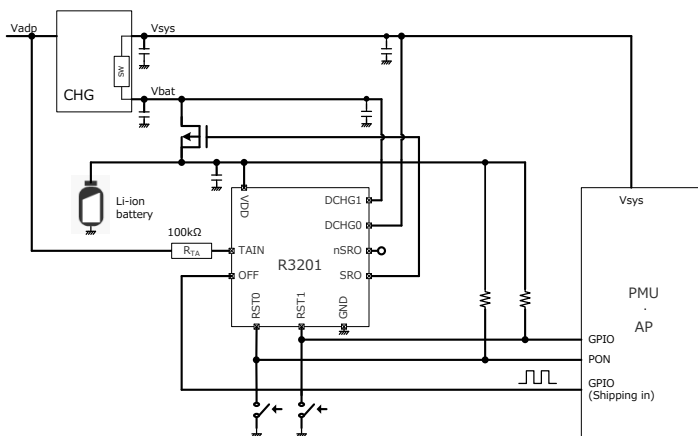 Vadp
Vsys
SW
CHG
Vbat
Li-ion
battery
VDD
DCHG1
DCHG0
Vsys
100kΩ
RTA
TAIN
nSRO
R3201
OFF
SRO
RST0
RST1
GND
PMU
·
AP
GPIO
PON
GPIO
(Shipping in)